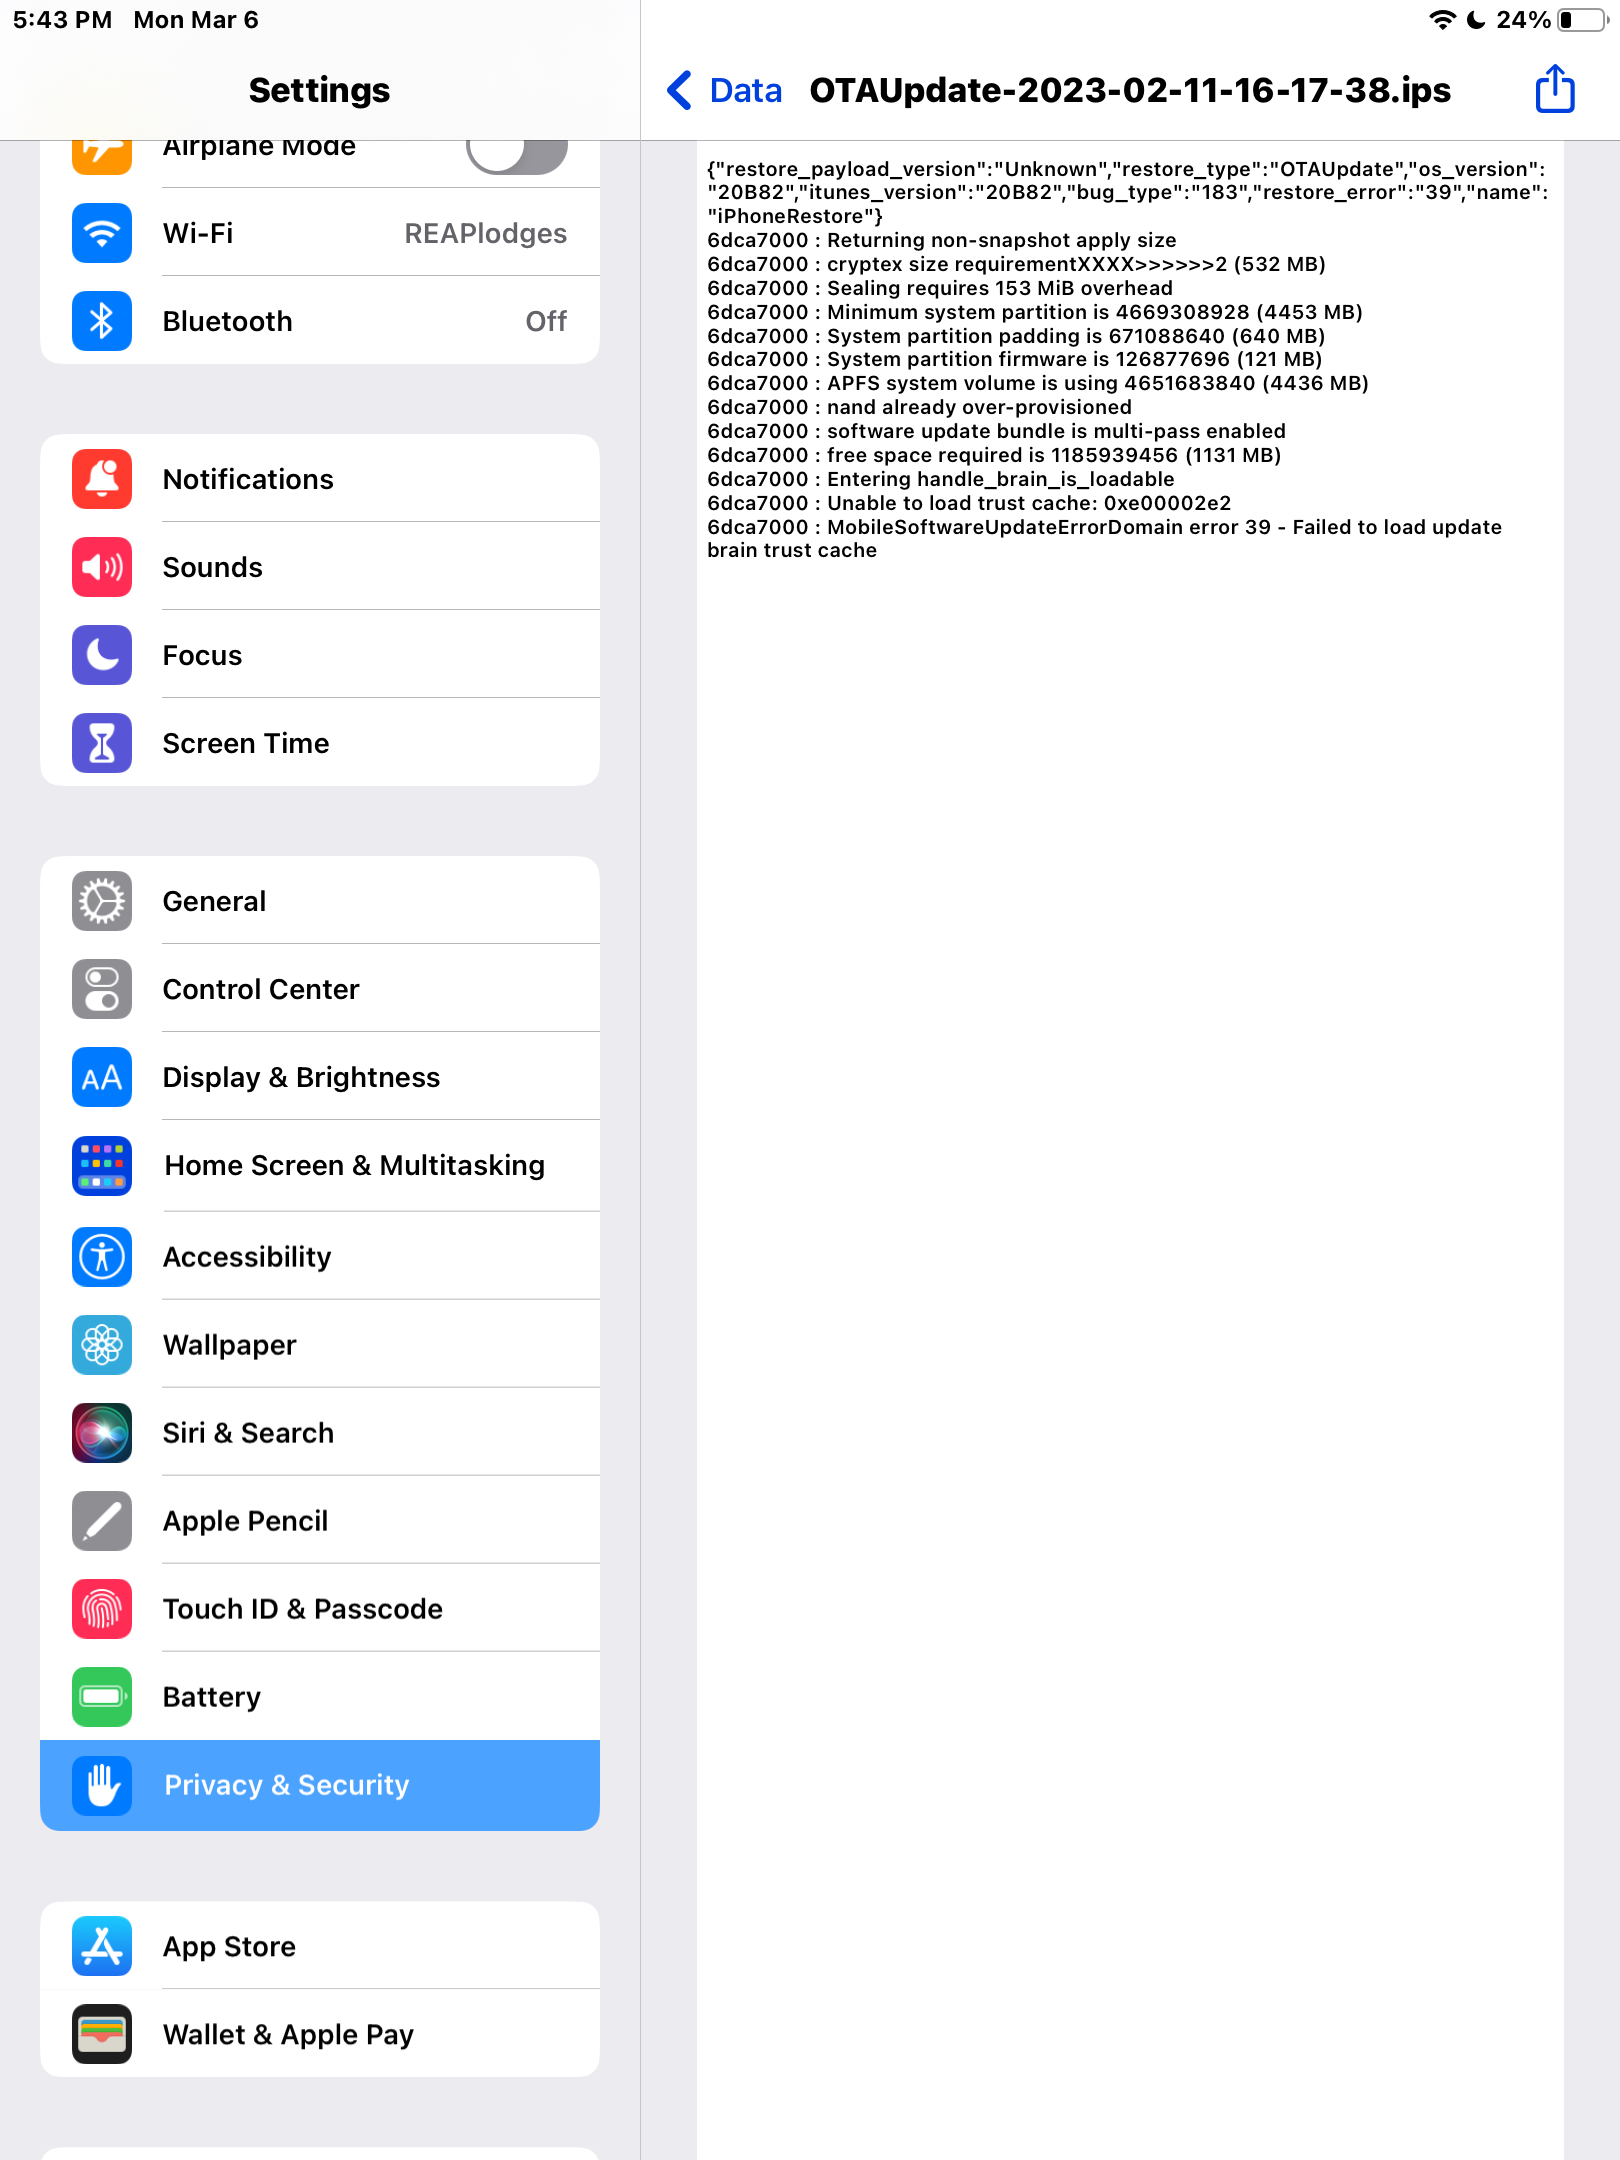 5:43 PM Mon Mar 6
24%
Settings
Airplane Mode
Wi-Fi REAPlodges
Bluetooth Off
Notifications
Sounds
Focus
Screen Time
General
Control Center
AA Display & Brightness
Home Screen & Multitasking
Accessibility
Wallpaper
Siri & Search
Apple Pencil
Touch ID & Passcode
Battery
Privacy & Security
App Store
Wallet & Apple Pay
Data OTAUpdate-2023-02-11-16-17-38.ips
{"restore_payload_version":"Unknown","restore_type":"OTAUpdate","os_version":
"20B82","itunes_version":"20B82","bug_type":"183","restore_error":"39","name":
"iPhoneRestore"}
6dca7000 : Returning non-snapshot apply size
6dca7000 : cryptex size requirementXXXX>>>>>>2 (532 MB)
6dca7000 : Sealing requires 153 MiB overhead
6dca7000 : Minimum system partition is 4669308928 (4453 MB)
6dca7000 : System partition padding is 671088640 (640 MB)
6dca7000 : System partition firmware is 126877696 (121 MB)
6dca7000 : APFS system volume is using 4651683840 (4436 MB)
6dca7000 : nand already over-provisioned
6dca7000 : software update bundle is multi-pass enabled
6dca7000 : free space required is 1185939456 (1131 MB)
6dca7000 : Entering handle_brain_is_loadable
6dca7000 : Unable to load trust cache: 0xe00002e2
6dca7000 : MobileSoftwareUpdateErrorDomain error 39 - Failed to load update
brain trust cache